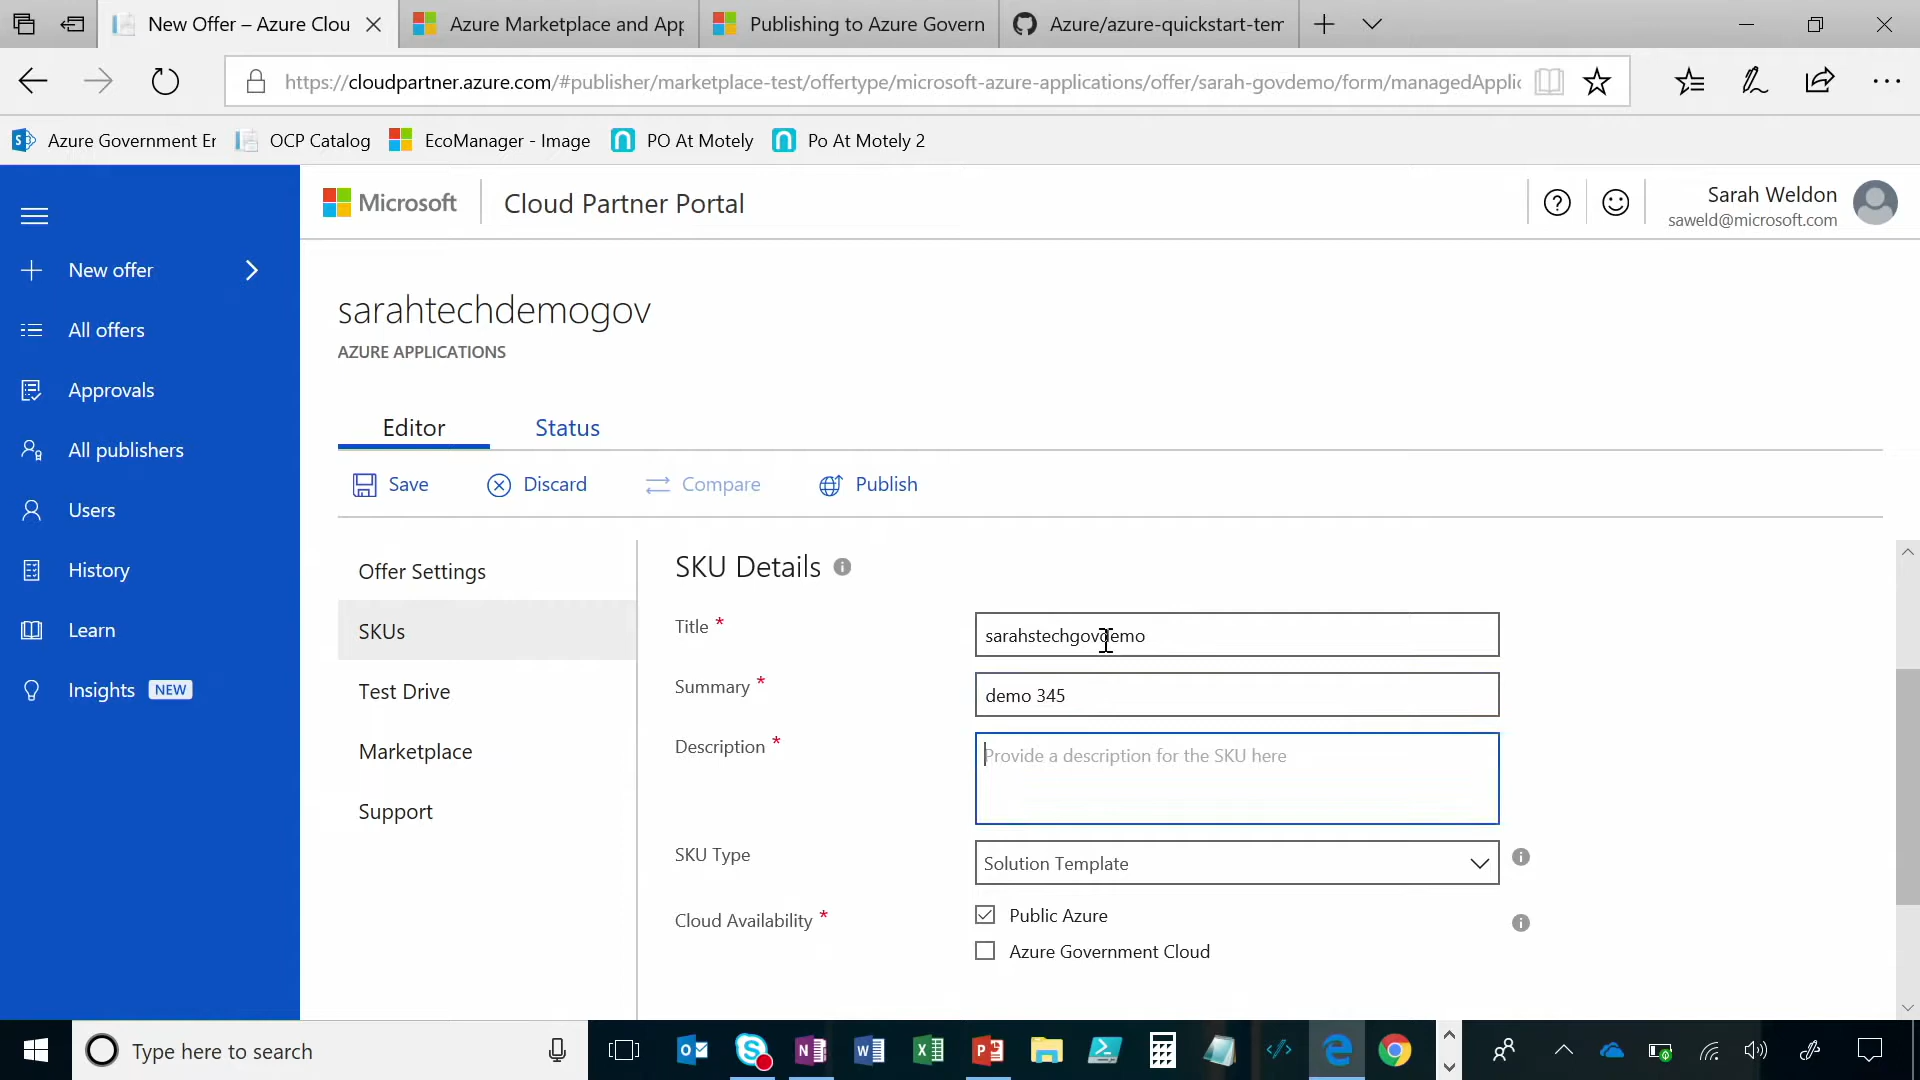 New Offer – Azure Clou
Azure Marketplace and App
Publishing to Azure Govern
Azure/azure-quickstart-tem
https://cloudpartner.azure.com/#publisher/marketplace-test/offertype/microsoft-azure-applications/offer/sarah-govdemo/form/managedApplic
Azure Government Er
OCP Catalog
EcoManager - Image
PO At Motely
Po At Motely 2
Microsoft
Cloud Partner Portal
Sarah Weldon
saweld@microsoft.com
New offer
All offers
Approvals
All publishers
Users
History
Learn
Insights NEW
sarahtechdemogov
AZURE APPLICATIONS
Editor
Status
Save
Discard
Compare
Publish
Offer Settings
SKUs
Test Drive
Marketplace
Support
SKU Details
Title *
sarahstechgovdemo
Summary *
demo 345
Description *
Provide a description for the SKU here
SKU Type
Solution Template
Cloud Availability *
Public Azure
Azure Government Cloud
Type here to search